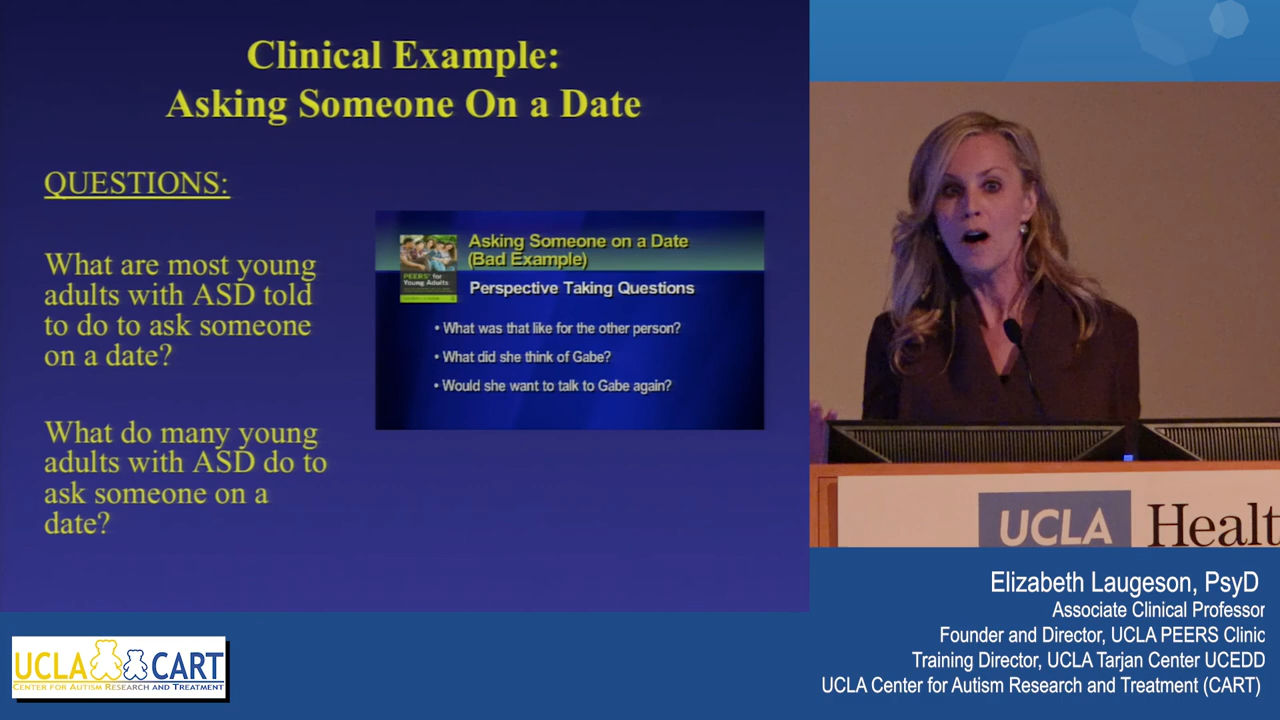 Clinical Example:
Asking Someone On a Date
QUESTIONS:
What are most young
adults with ASD told
to do to ask someone
on a date?
What do many young
adults with ASD do to
ask someone on a
date?
Asking Someone on a Date
(Bad Example)
PEERS® for
Young Adults
Perspective Taking Questions
• What was that like for the other person?
• What did she think of Gabe?
• Would she want to talk to Gabe again?
UCLA Healt
Elizabeth Laugeson, PsyD
Associate Clinical Professor
Founder and Director, UCLA PEERS Clinic
Training Director, UCLA Tarjan Center UCEDD
UCLA Center for Autism Research and Treatment (CART)
UCLA CART
CENTER FOR AUTISM RESEARCH AND TREATMENT